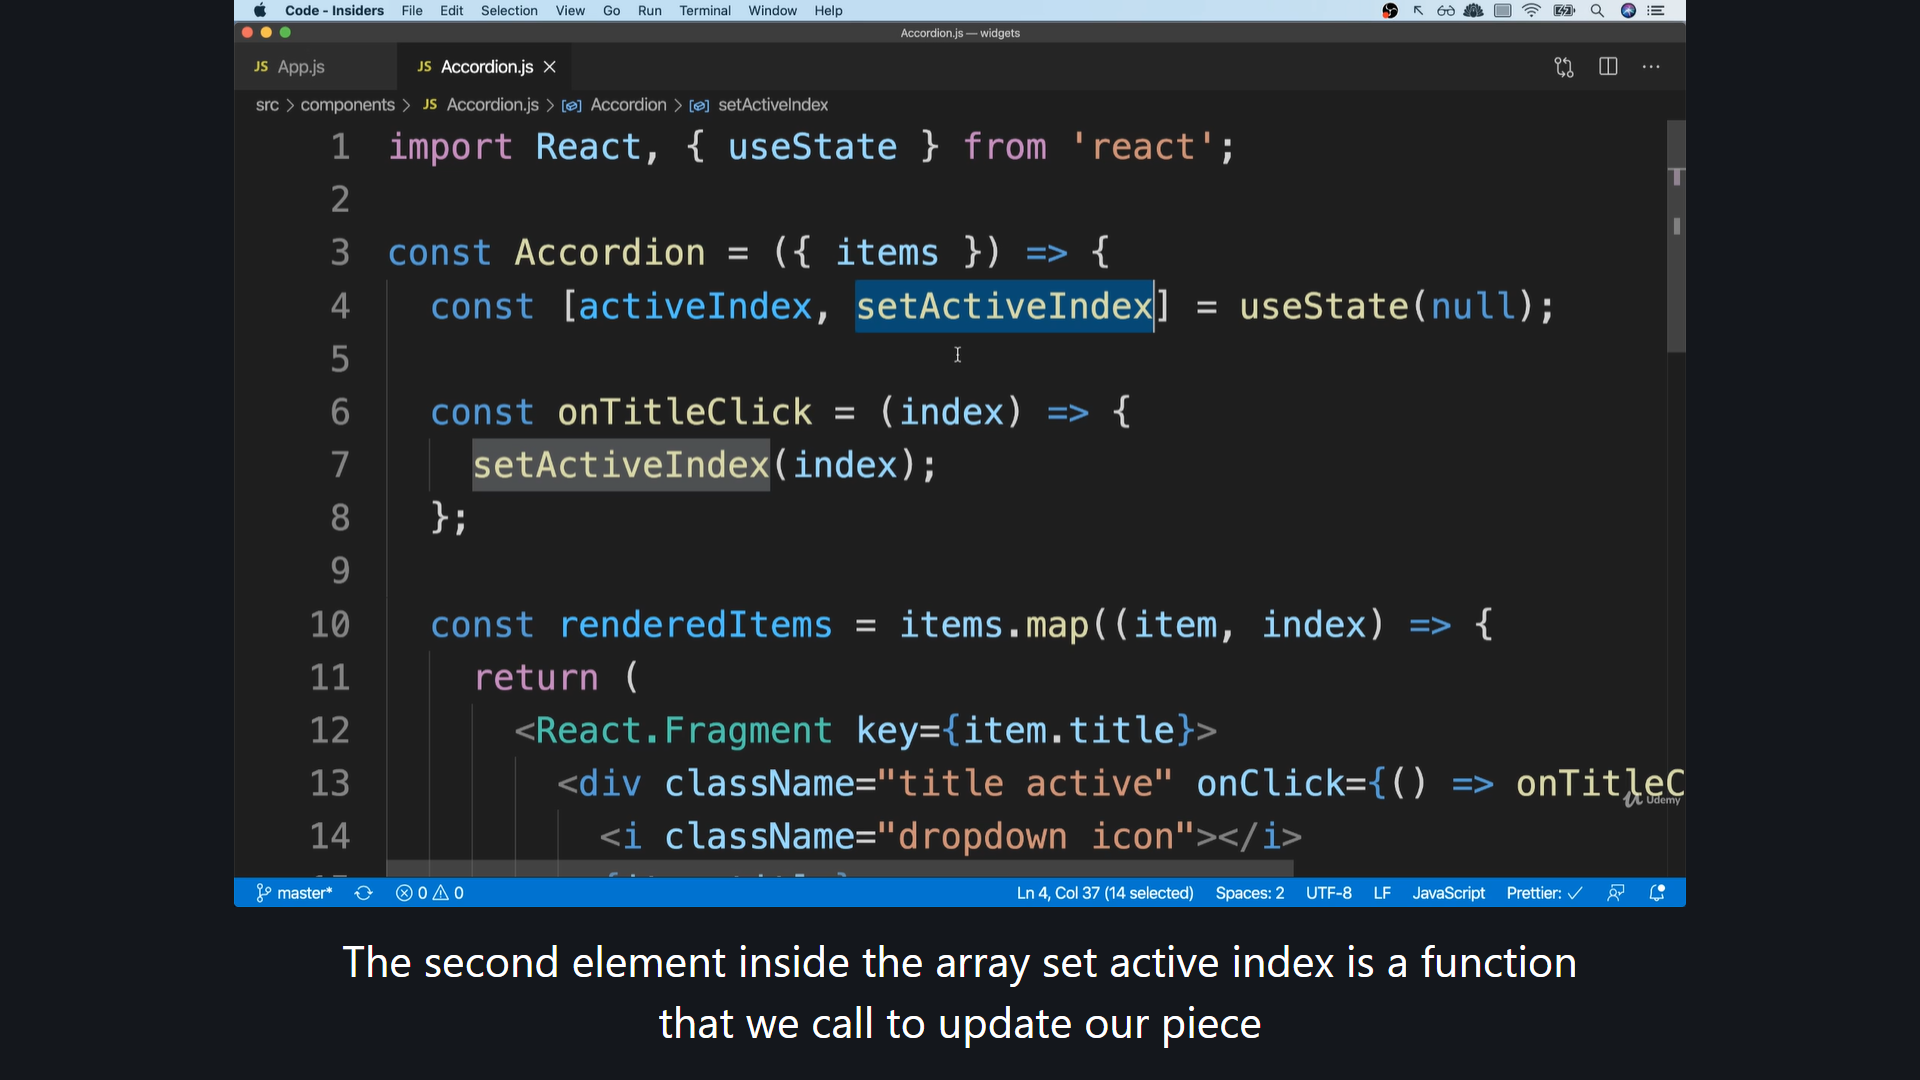 Code - Insiders File Edit Selection View Go Run Terminal Window Help
Accordion.js — widgets
JS App.js JS Accordion.js
src > components > JS Accordion.js > Accordion > setActiveIndex
1 import React, { useState } from 'react';
2
3 const Accordion = ({ items }) => {
4 const [activeIndex, setActiveIndex] = useState(null);
5
6 const onTitleClick = (index) => {
7 setActiveIndex(index);
8 };
9
10 const renderedItems = items.map((item, index) => {
11 return (
12 <React.Fragment key={item.title}>
13 <div className="title active" onClick={() => onTitleC
14 <i className="dropdown icon"></i>
Udemy
master* 0 0 Ln 4, Col 37 (14 selected) Spaces: 2 UTF-8 LF JavaScript Prettier: ✓
The second element inside the array set active index is a function
that we call to update our piece